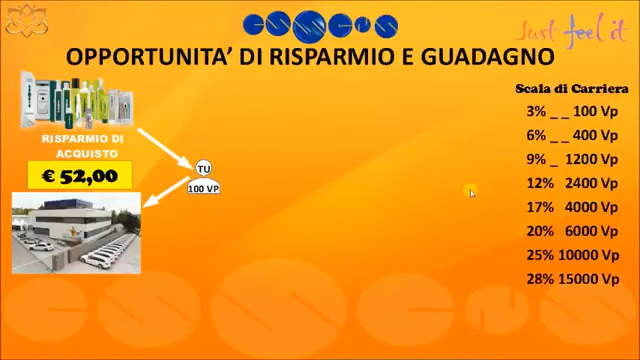 essens
Just feel it
OPPORTUNITA’ DI RISPARMIO E GUADAGNO
RISPARMIO DI
ACQUISTO
€ 52,00
TU
100 VP
Scala di Carriera
3% _ _ 100 Vp
6% _ _ 400 Vp
9% _ 1200 Vp
12% 2400 Vp
17% 4000 Vp
20% 6000 Vp
25% 10000 Vp
28% 15000 Vp
essens